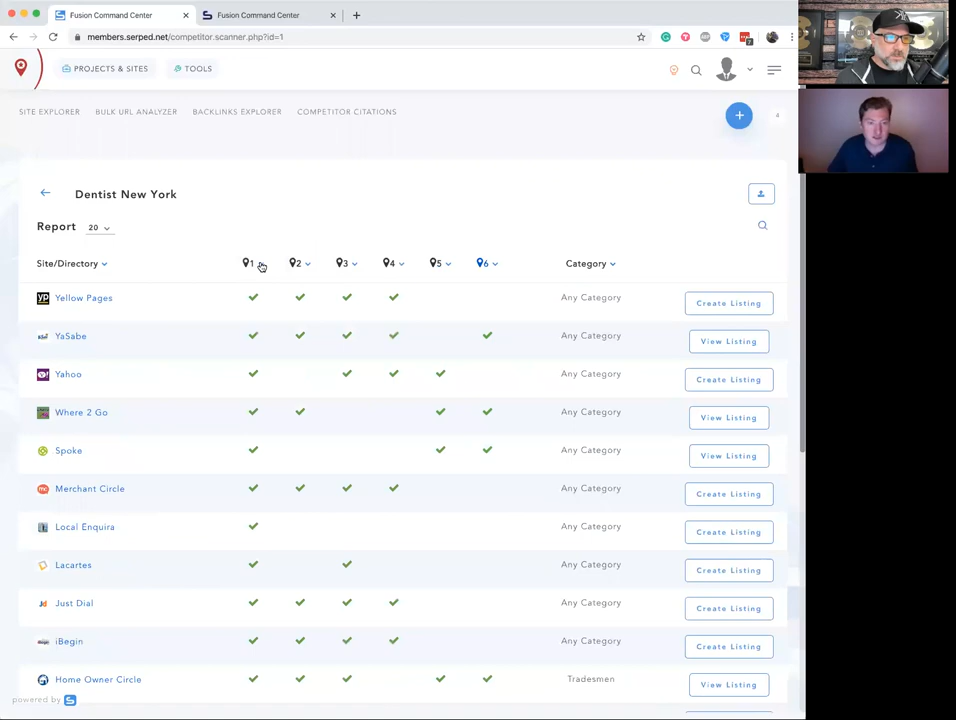 Fusion Command Center
Fusion Command Center
members.serped.net/competitor.scanner.php?id=1
PROJECTS & SITES
TOOLS
SITE EXPLORER
BULK URL ANALYZER
BACKLINKS EXPLORER
COMPETITOR CITATIONS
4
Dentist New York
Report 20
Site/Directory 1 2 3 4 5 6 Category
Yellow Pages Any Category Create Listing
YaSabe Any Category View Listing
Yahoo Any Category Create Listing
Where 2 Go Any Category View Listing
Spoke Any Category View Listing
Merchant Circle Any Category Create Listing
Local Enquira Any Category Create Listing
Lacartes Any Category Create Listing
Just Dial Any Category Create Listing
iBegin Any Category Create Listing
Home Owner Circle Tradesmen View Listing
powered by S